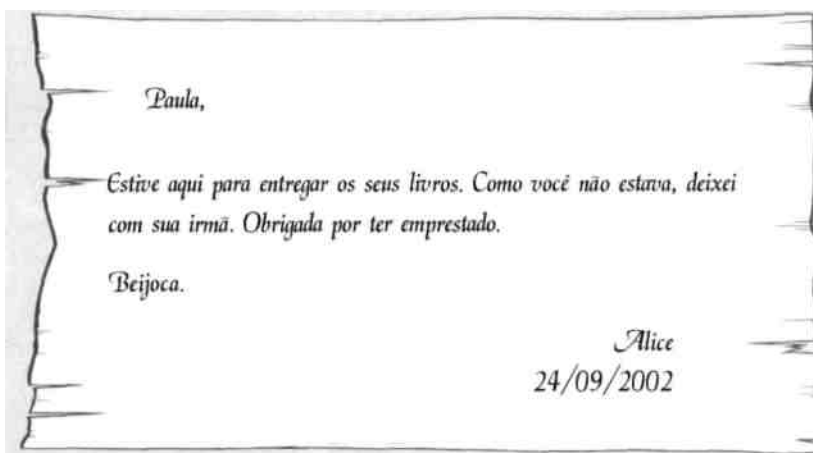 Paula,
Estive aqui para entregar os seus livros. Como você não estava, deixei
com sua irmã. Obrigada por ter emprestado.
Beijoca.
Alice
24/09/2002